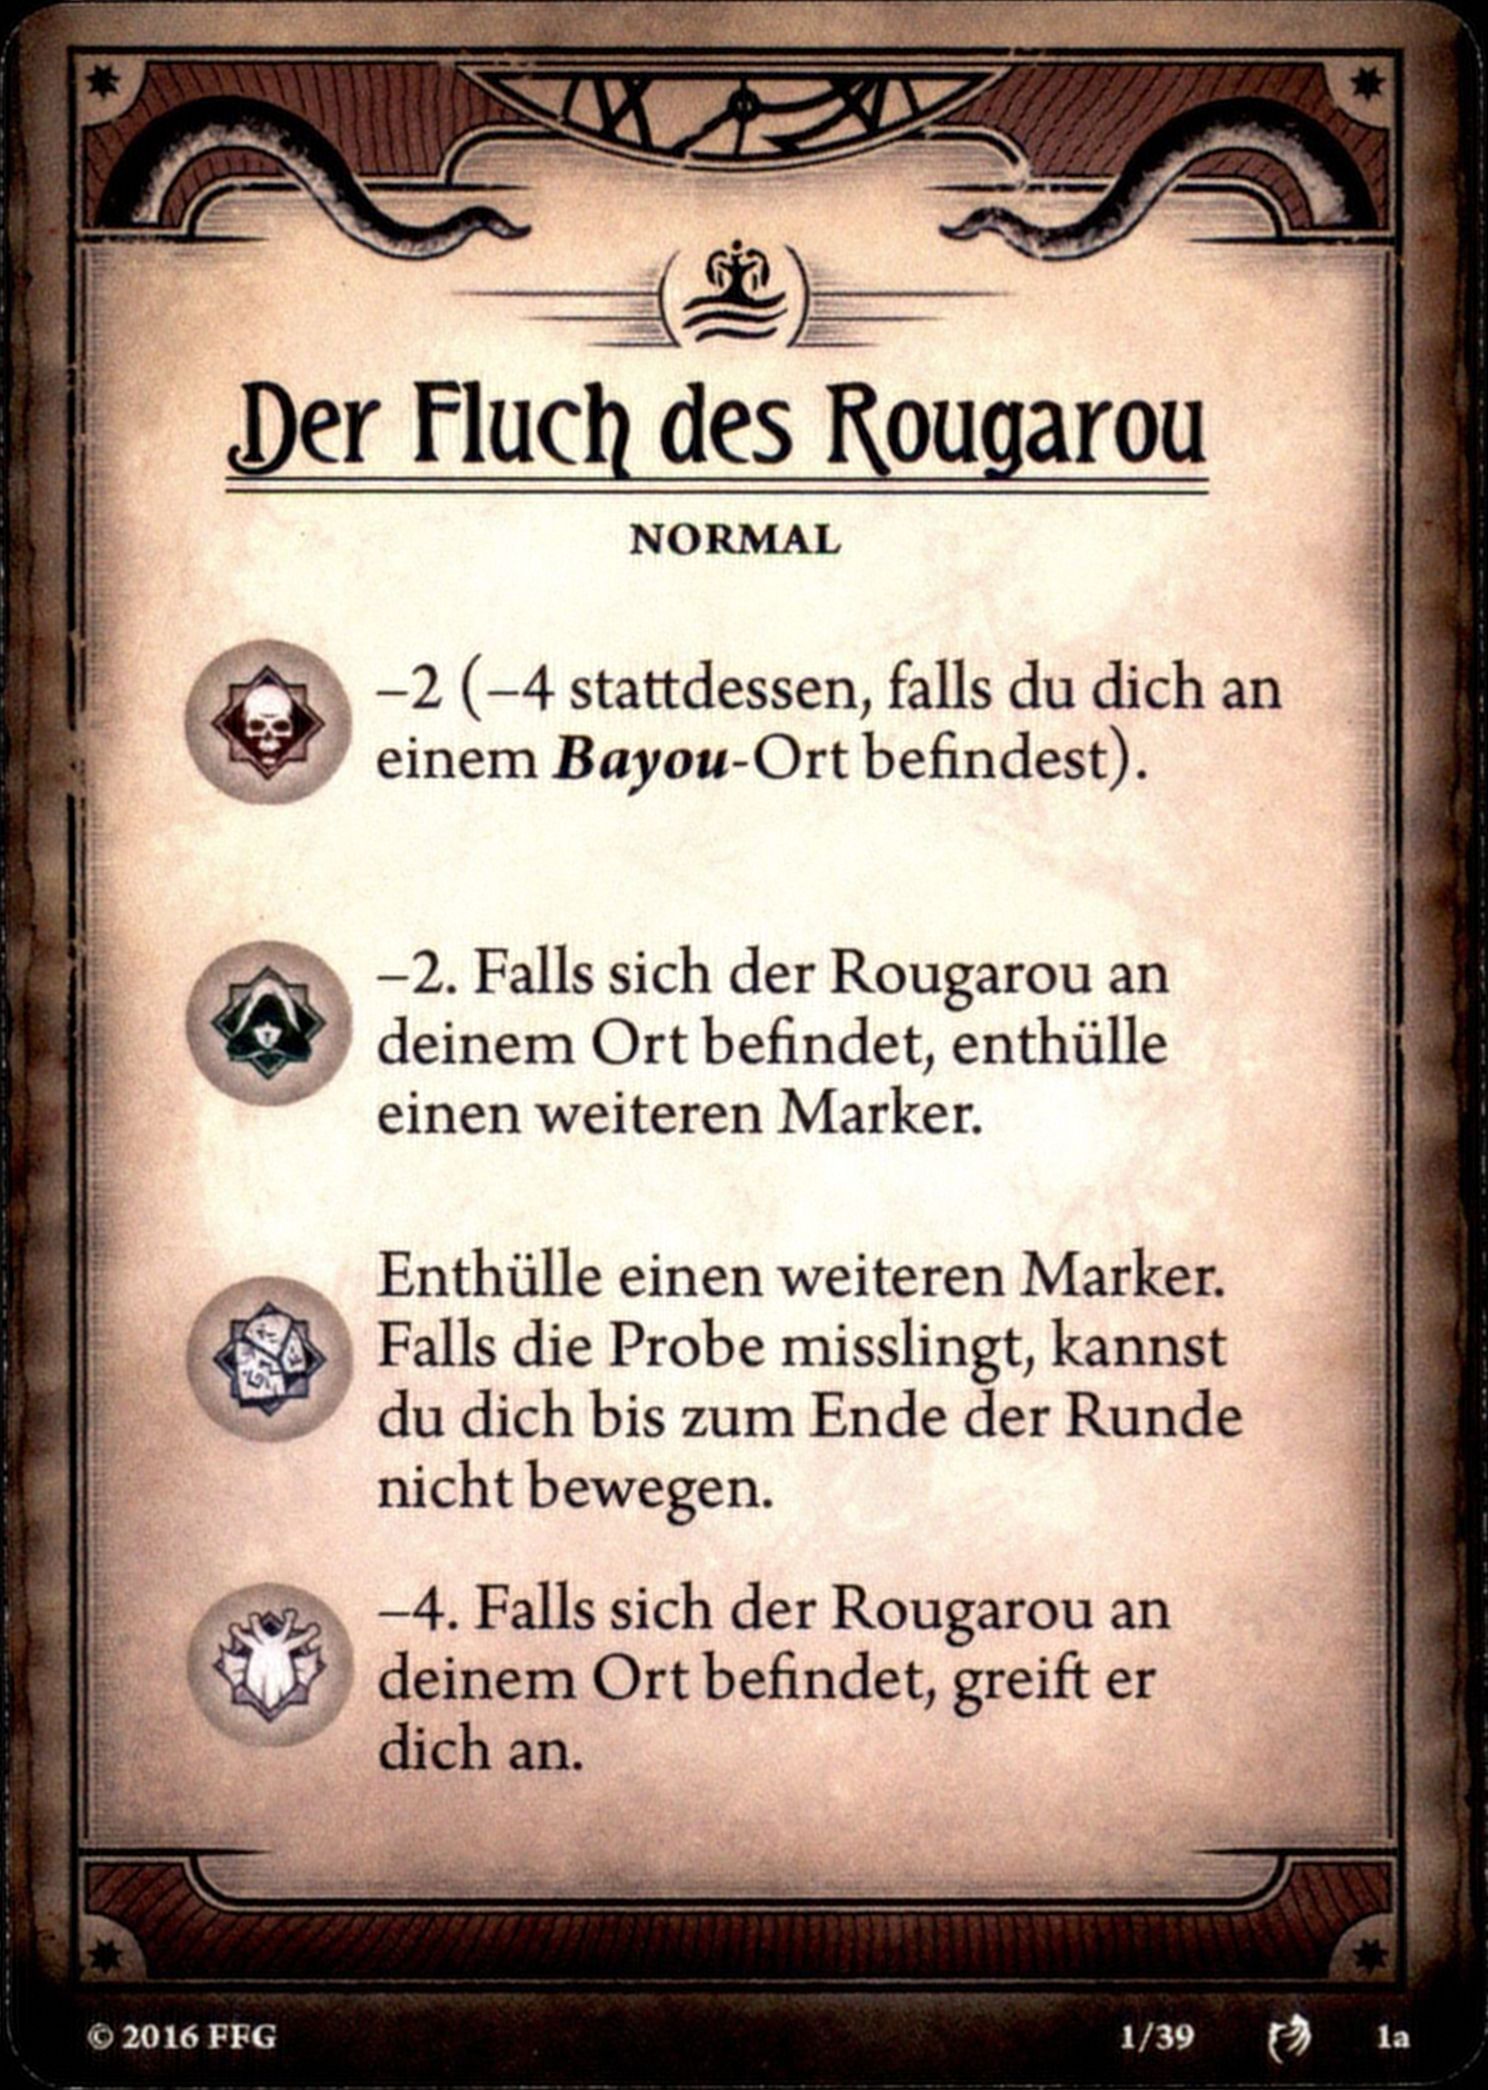 Der Fluch des Rougarou
NORMAL
–2 (–4 stattdessen, falls du dich an
einem Bayou-Ort befindest).
–2. Falls sich der Rougarou an
deinem Ort befindet, enthülle
einen weiteren Marker.
Enthülle einen weiteren Marker.
Falls die Probe misslingt, kannst
du dich bis zum Ende der Runde
nicht bewegen.
–4. Falls sich der Rougarou an
deinem Ort befindet, greift er
dich an.
© 2016 FFG 1/39 1a